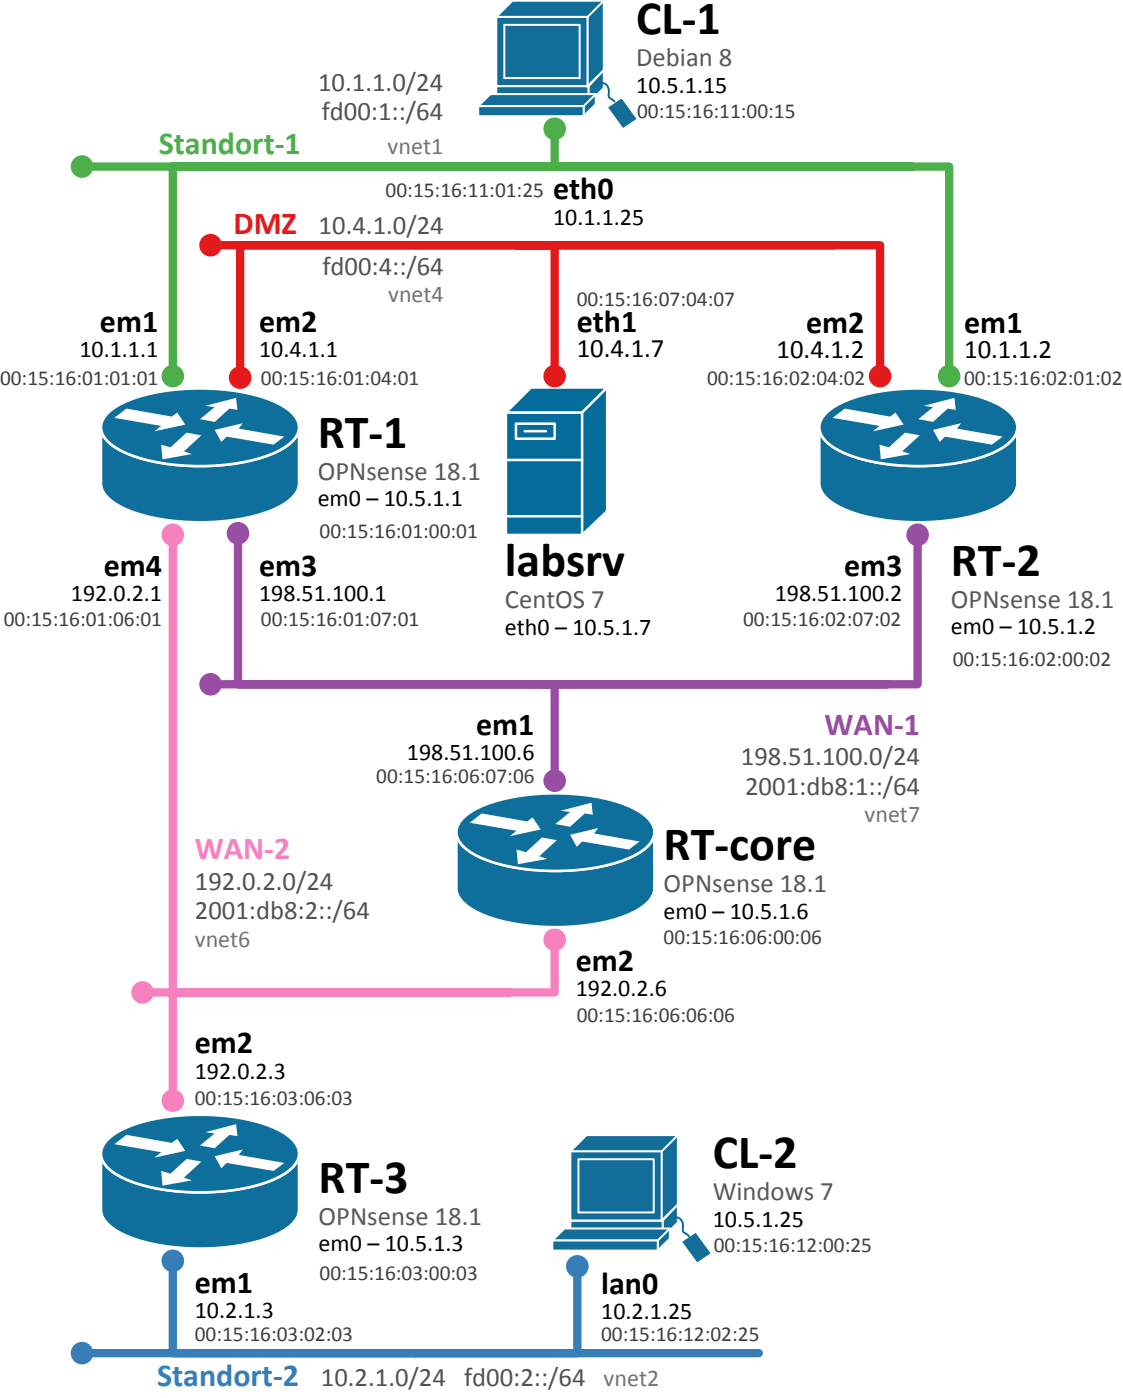 CL-1
Debian 8
10.5.1.15
00:15:16:11:00:15
10.1.1.0/24
fd00:1::/64
vnet1
Standort-1
00:15:16:11:01:25
eth0
10.1.1.25
DMZ
10.4.1.0/24
fd00:4::/64
vnet4
em1
10.1.1.1
00:15:16:01:01:01
em2
10.4.1.1
00:15:16:01:04:01
00:15:16:07:04:07
eth1
10.4.1.7
em2
10.4.1.2
00:15:16:02:04:02
em1
10.1.1.2
00:15:16:02:01:02
RT-1
OPNsense 18.1
em0 – 10.5.1.1
00:15:16:01:00:01
labsrv
CentOS 7
eth0 – 10.5.1.7
RT-2
OPNsense 18.1
em0 – 10.5.1.2
00:15:16:02:00:02
em4
192.0.2.1
00:15:16:01:06:01
em3
198.51.100.1
00:15:16:01:07:01
em3
198.51.100.2
00:15:16:02:07:02
em1
198.51.100.6
00:15:16:06:07:06
WAN-1
198.51.100.0/24
2001:db8:1::/64
vnet7
WAN-2
192.0.2.0/24
2001:db8:2::/64
vnet6
RT-core
OPNsense 18.1
em0 – 10.5.1.6
00:15:16:06:00:06
em2
192.0.2.6
00:15:16:06:06:06
em2
192.0.2.3
00:15:16:03:06:03
RT-3
OPNsense 18.1
em0 – 10.5.1.3
00:15:16:03:00:03
CL-2
Windows 7
10.5.1.25
00:15:16:12:00:25
em1
10.2.1.3
00:15:16:03:02:03
lan0
10.2.1.25
00:15:16:12:02:25
Standort-2 10.2.1.0/24 fd00:2::/64 vnet2